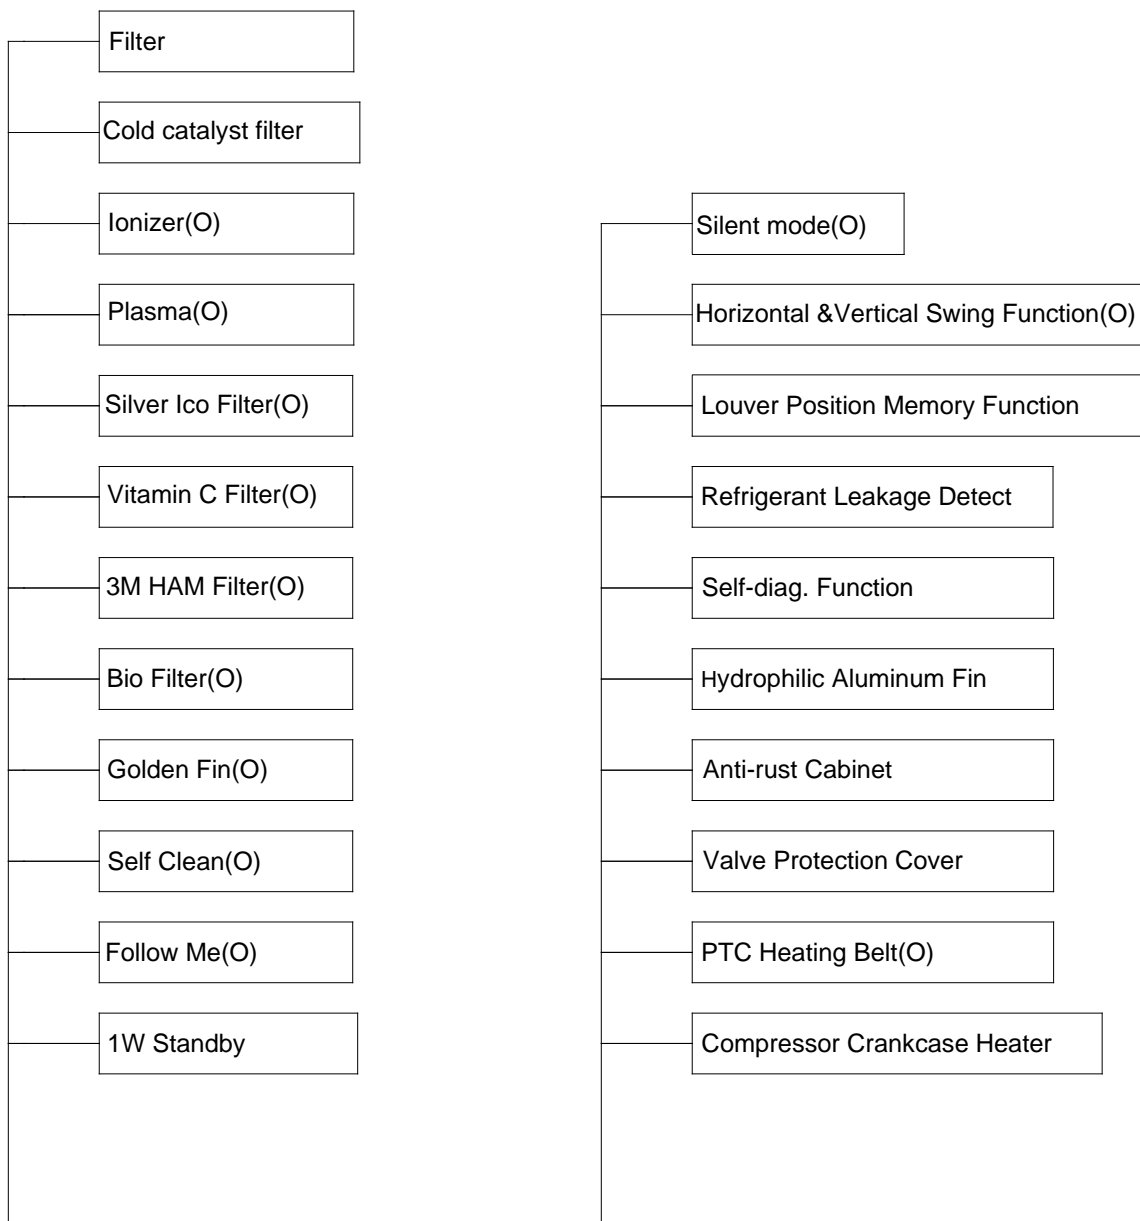 Filter
Cold catalyst filter
Ionizer(O)
Plasma(O)
Silver Ico Filter(O)
Vitamin C Filter(O)
3M HAM Filter(O)
Bio Filter(O)
Golden Fin(O)
Self Clean(O)
Follow Me(O)
1W Standby
Silent mode(O)
Horizontal &Vertical Swing Function(O)
Louver Position Memory Function
Refrigerant Leakage Detect
Self-diag. Function
Hydrophilic Aluminum Fin
Anti-rust Cabinet
Valve Protection Cover
PTC Heating Belt(O)
Compressor Crankcase Heater